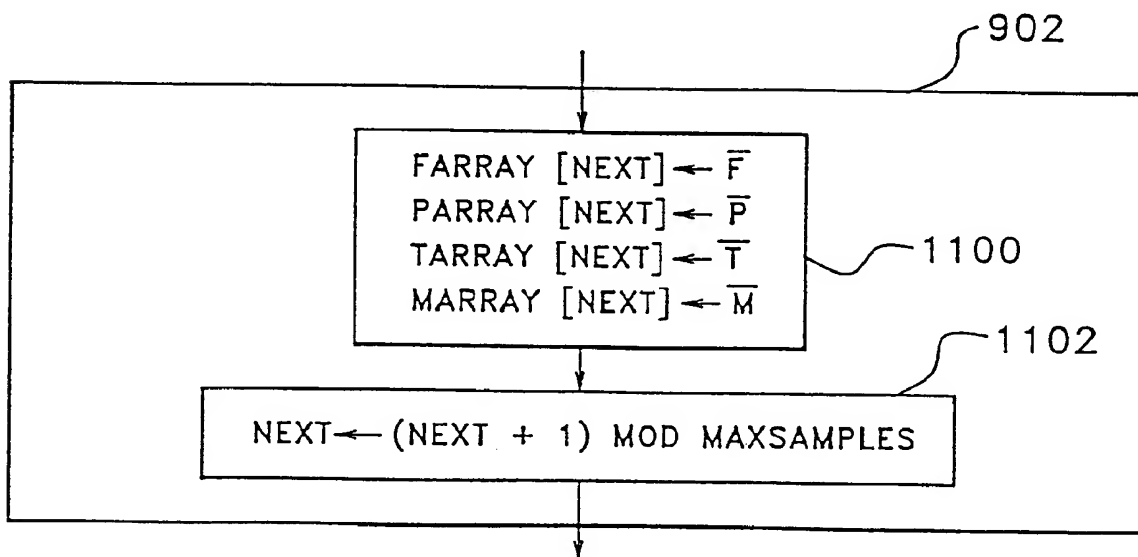 902
FARRAY [NEXT] ← F̅
PARRAY [NEXT] ← P̅
TARRAY [NEXT] ← T̅
MARRAY [NEXT] ← M̅
1100
1102
NEXT ← (NEXT + 1) MOD MAXSAMPLES